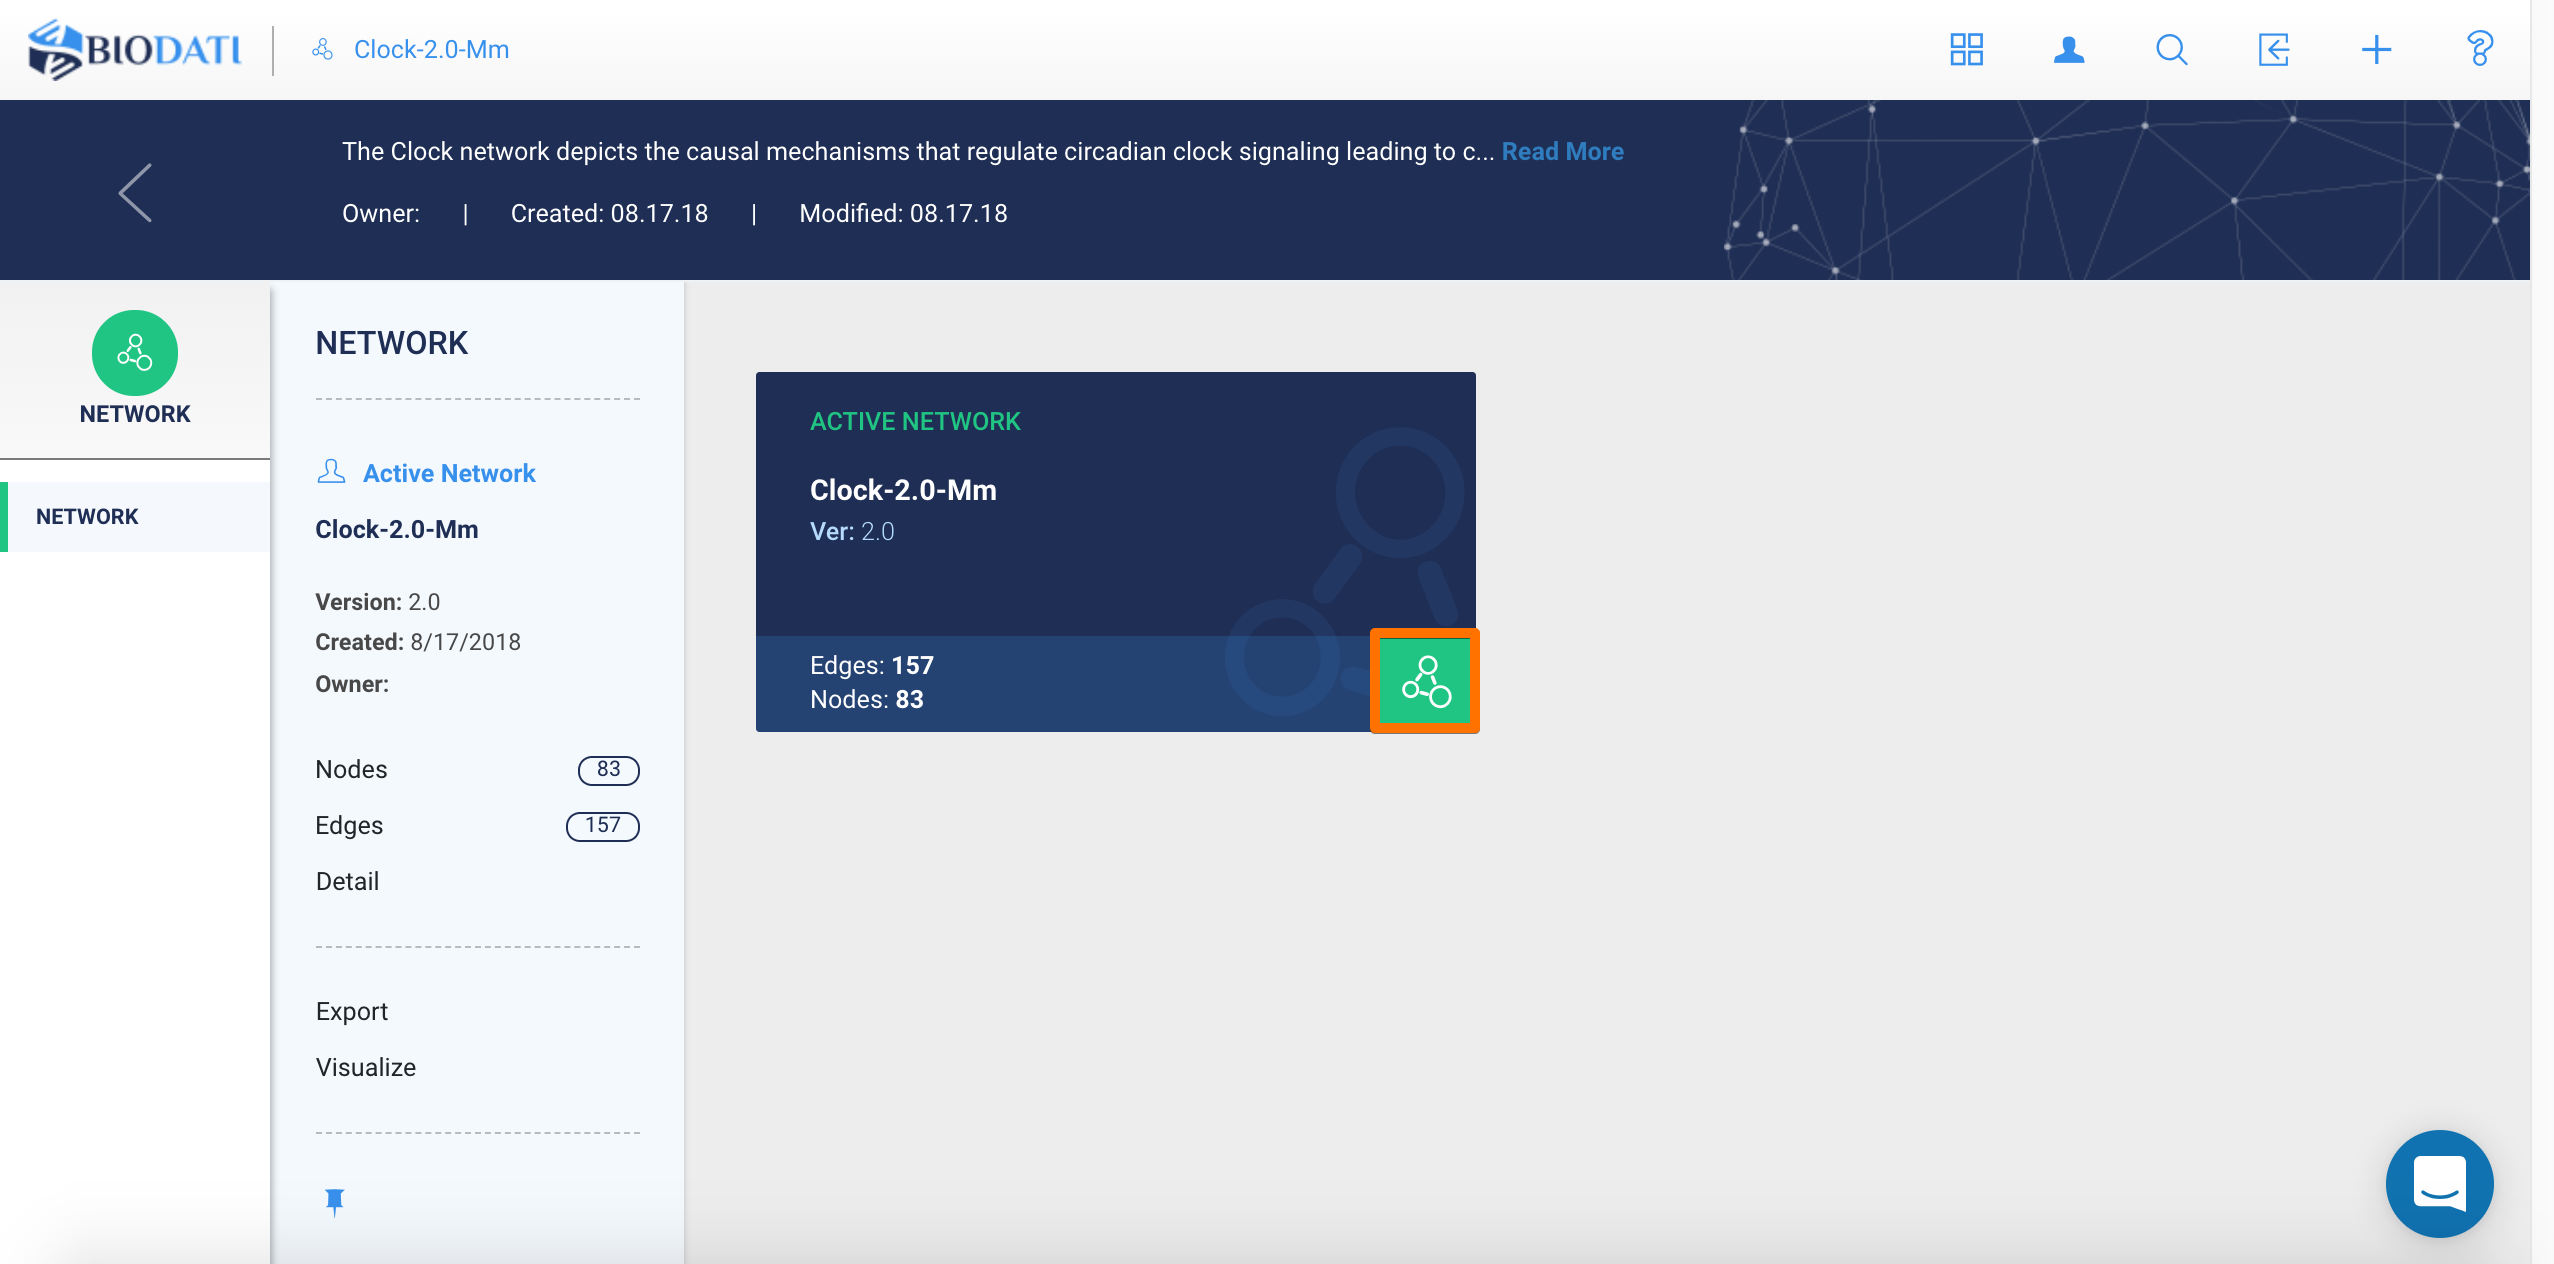 BIODATI
Clock-2.0-Mm
The Clock network depicts the causal mechanisms that regulate circadian clock signaling leading to c... Read More
Owner: | Created: 08.17.18 | Modified: 08.17.18
NETWORK
NETWORK
NETWORK
Active Network
Clock-2.0-Mm
Version: 2.0
Created: 8/17/2018
Owner:
Nodes 83
Edges 157
Detail
Export
Visualize
ACTIVE NETWORK
Clock-2.0-Mm
Ver: 2.0
Edges: 157
Nodes: 83